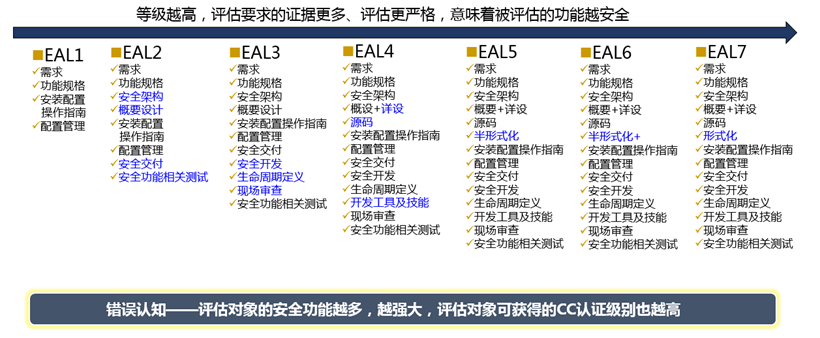 等级越高，评估要求的证据更多、评估更严格，意味着被评估的功能越安全
EAL1
需求
功能规格
安装配置
操作指南
配置管理
EAL2
需求
功能规格
安全架构
概要设计
安装配置
操作指南
配置管理
安全交付
安全功能相关测试
EAL3
需求
功能规格
安全架构
概要设计
安装配置操作指南
配置管理
安全交付
安全开发
生命周期定义
现场审查
安全功能相关测试
EAL4
需求
功能规格
安全架构
概设+详设
源码
安装配置操作指南
配置管理
安全交付
安全开发
生命周期定义
开发工具及技能
现场审查
安全功能相关测试
EAL5
需求
功能规格
安全架构
概要+详设
源码
半形式化
安装配置操作指南
配置管理
安全交付
安全开发
生命周期定义
开发工具及技能
现场审查
安全功能相关测试
EAL6
需求
功能规格
安全架构
概要+详设
源码
半形式化+
安装配置操作指南
配置管理
安全交付
安全开发
生命周期定义
开发工具及技能
现场审查
安全功能相关测试
EAL7
需求
功能规格
安全架构
概要+详设
源码
形式化
安装配置操作指南
配置管理
安全交付
安全开发
生命周期定义
开发工具及技能
现场审查
安全功能相关测试
错误认知——评估对象的安全功能越多，越强大，评估对象可获得的CC认证级别也越高